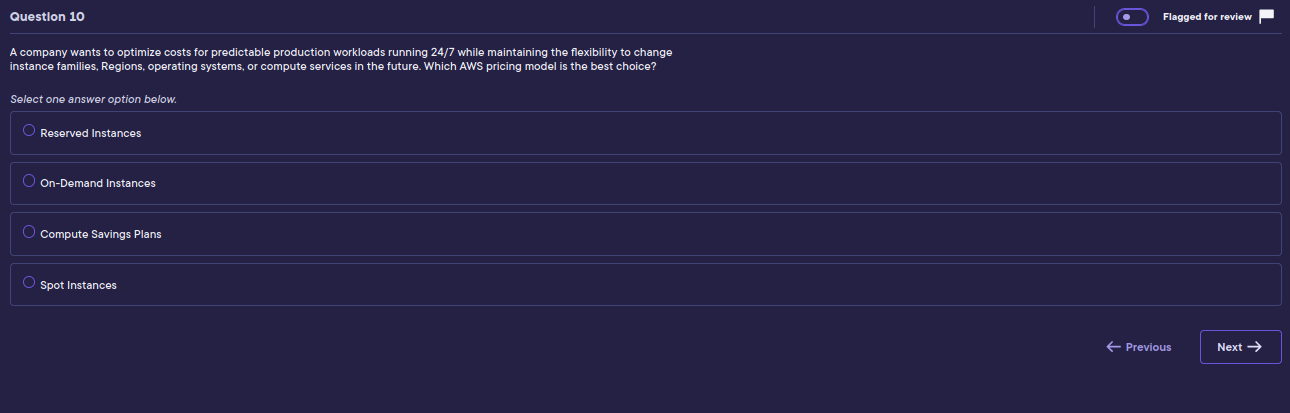 Question 10
Flagged for review
A company wants to optimize costs for predictable production workloads running 24/7 while maintaining the flexibility to change
instance families, Regions, operating systems, or compute services in the future. Which AWS pricing model is the best choice?
Select one answer option below.
Reserved Instances
On-Demand Instances
Compute Savings Plans
Spot Instances
Previous
Next